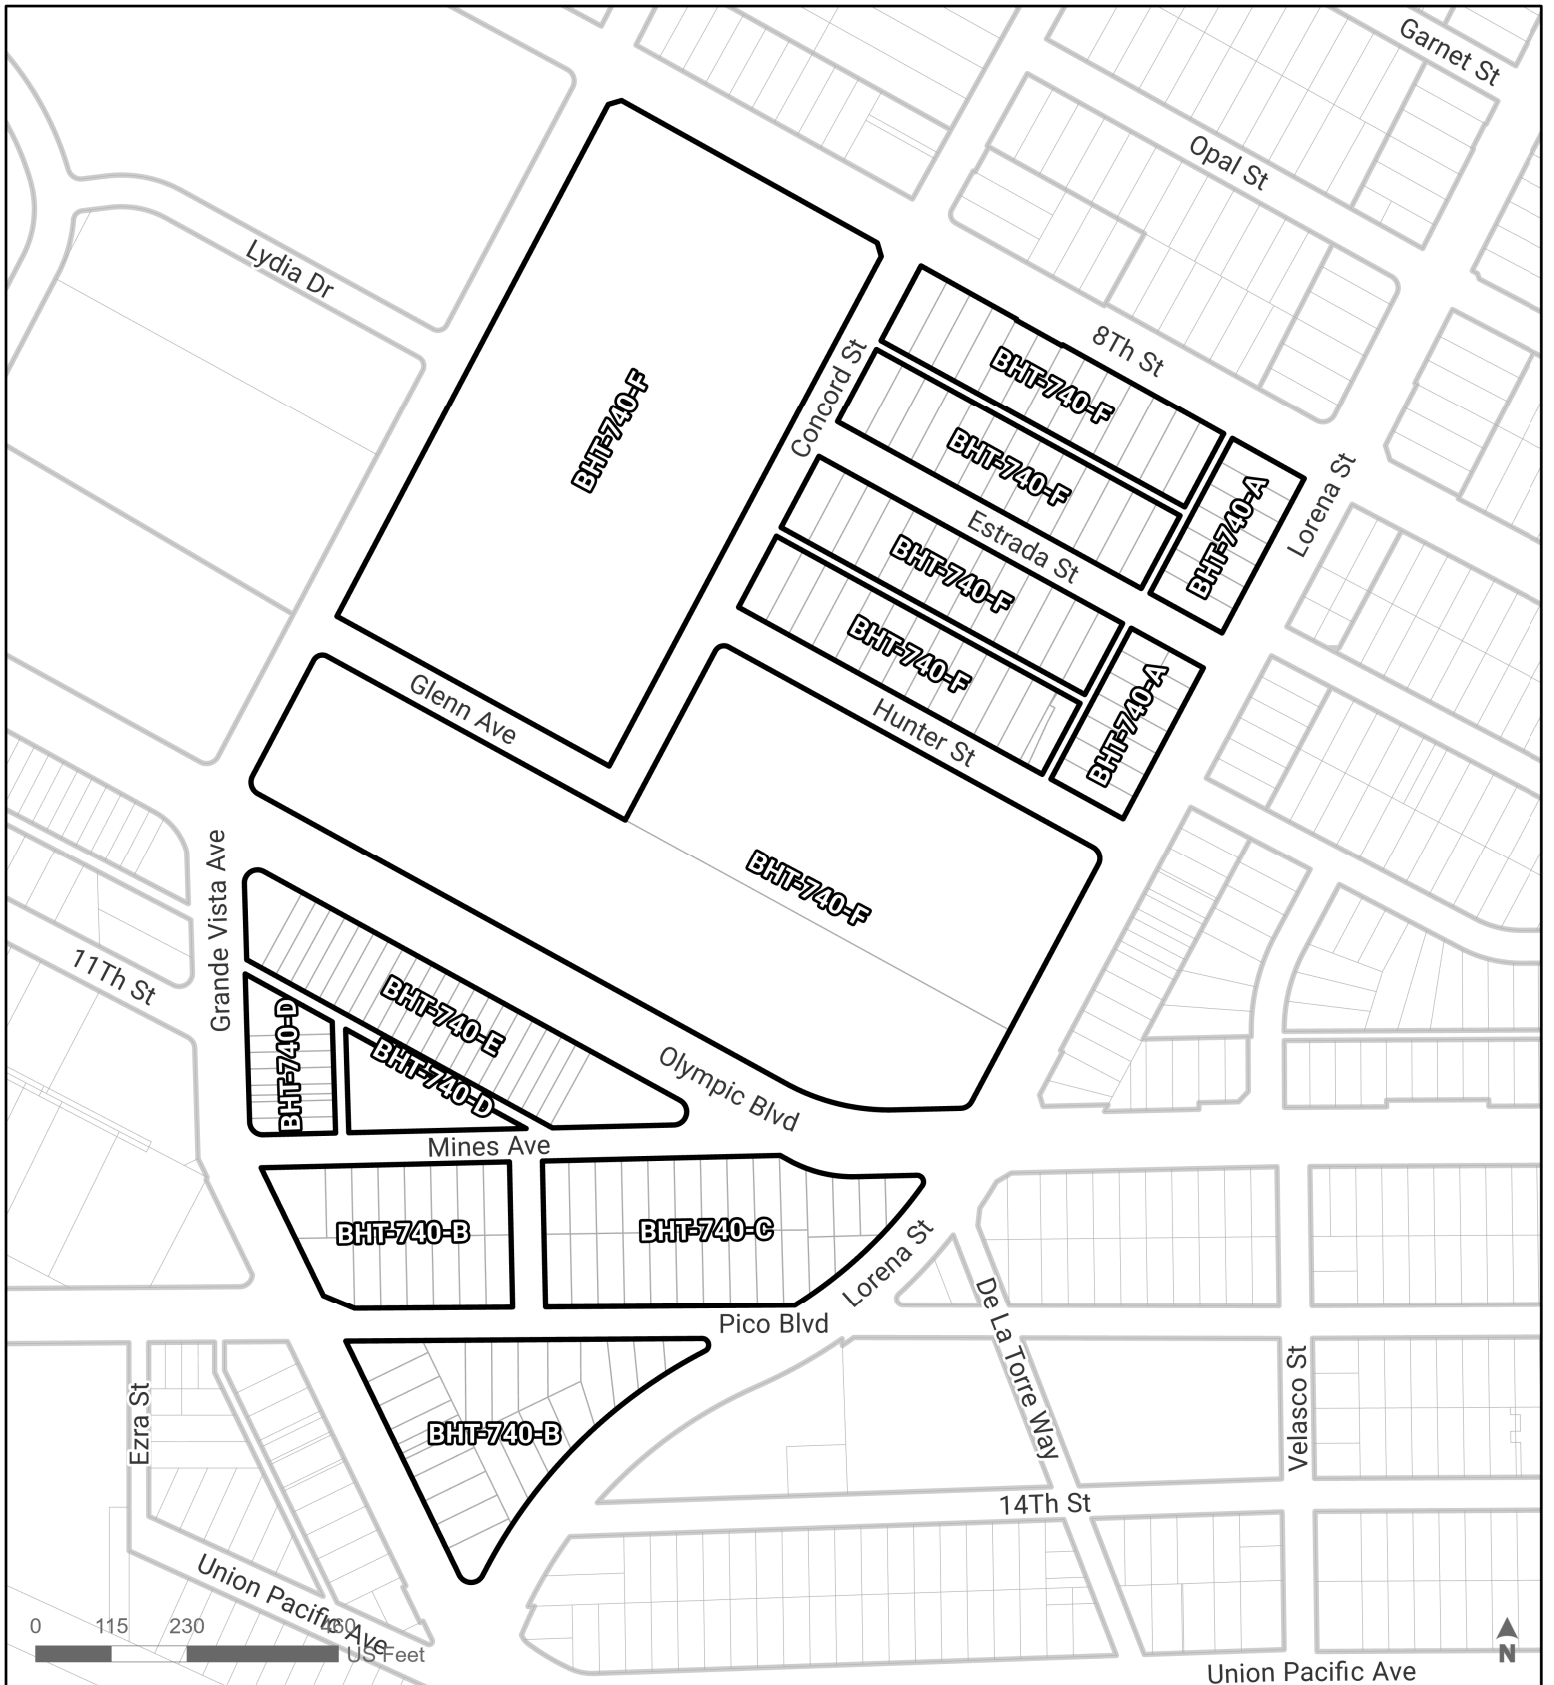 Garnet St
Opal St
Lydia Dr
8Th St
Concord St
BHT-740-F
BHT-740-F
BHT-740-F
Lorena St
BHT-740-A
Estrada St
BHT-740-F
BHT-740-F
BHT-740-A
Glenn Ave
Hunter St
BHT-740-F
Grande Vista Ave
11Th St
BHT-740-E
BHT-740-D
BHT-740-D
Olympic Blvd
Mines Ave
BHT-740-B
BHT-740-C
Lorena St
Pico Blvd
De La Torre Way
Velasco St
Ezra St
BHT-740-B
14Th St
Union Pacific Ave
0 115 230 460
US Feet
N
Union Pacific Ave